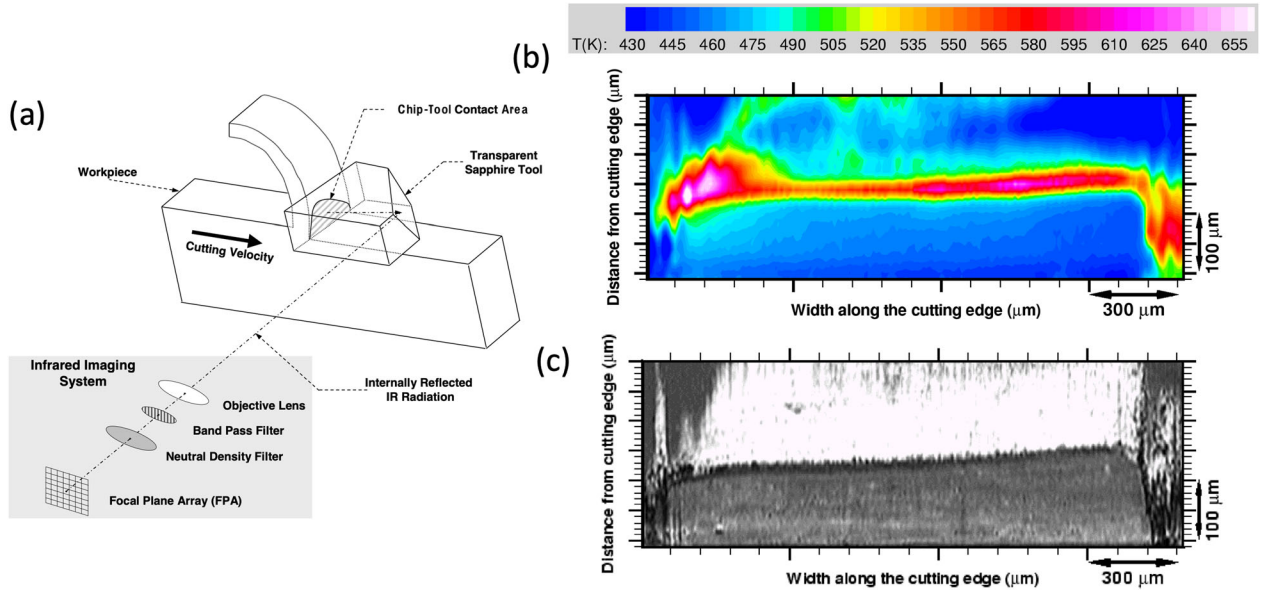 (a)
Chip-Tool Contact Area
Transparent
Sapphire Tool
Workpiece
Cutting Velocity
Infrared Imaging
System
Internally Reflected
IR Radiation
Objective Lens
Band Pass Filter
Neutral Density Filter
Focal Plane Array (FPA)
(b)
T(K): 430 445 460 475 490 505 520 535 550 565 580 595 610 625 640 655
Distance from cutting edge (μm)
100 μm
Width along the cutting edge (μm)
300 μm
(c)
Distance from cutting edge (μm)
100 μm
Width along the cutting edge (μm)
300 μm